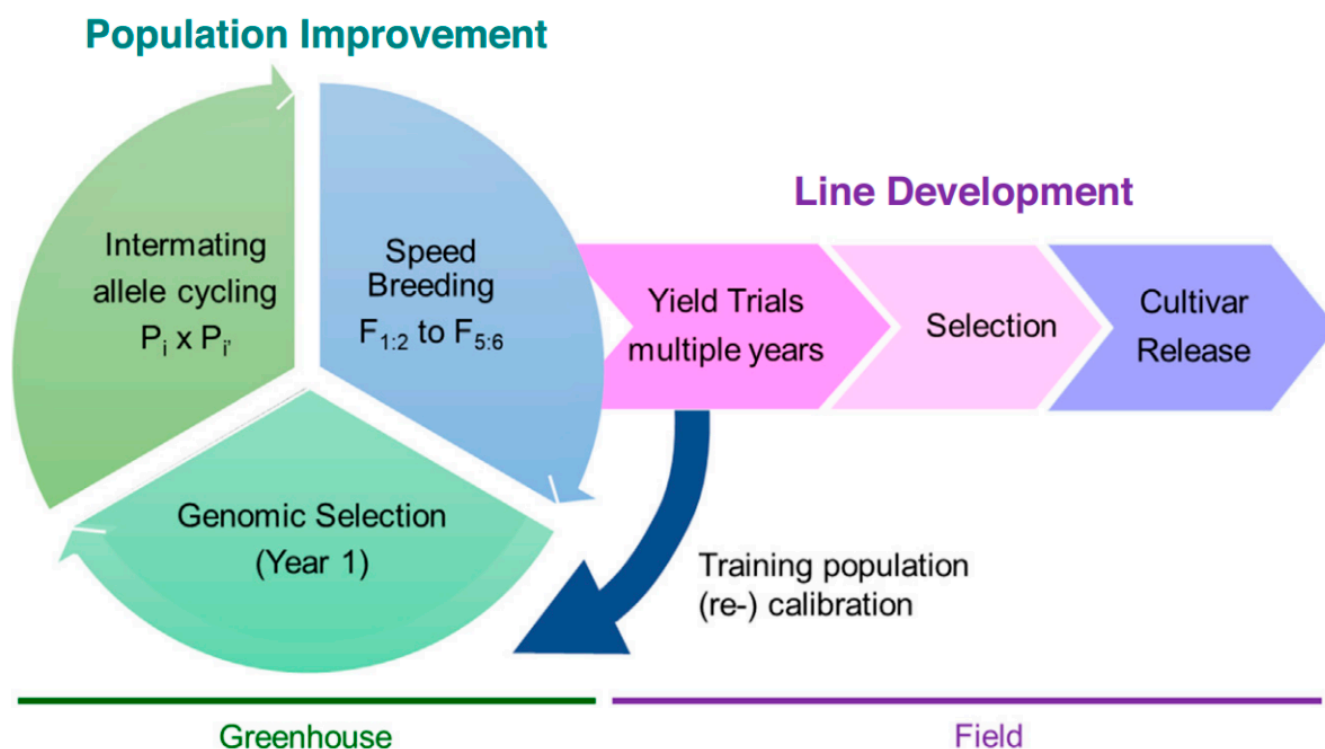 Population Improvement
Intermating
allele cycling
Pi x Pi'
Speed
Breeding
F1:2 to F5:6
Genomic Selection
(Year 1)
Line Development
Yield Trials
multiple years
Selection
Cultivar
Release
Training population
(re-) calibration
Greenhouse
Field